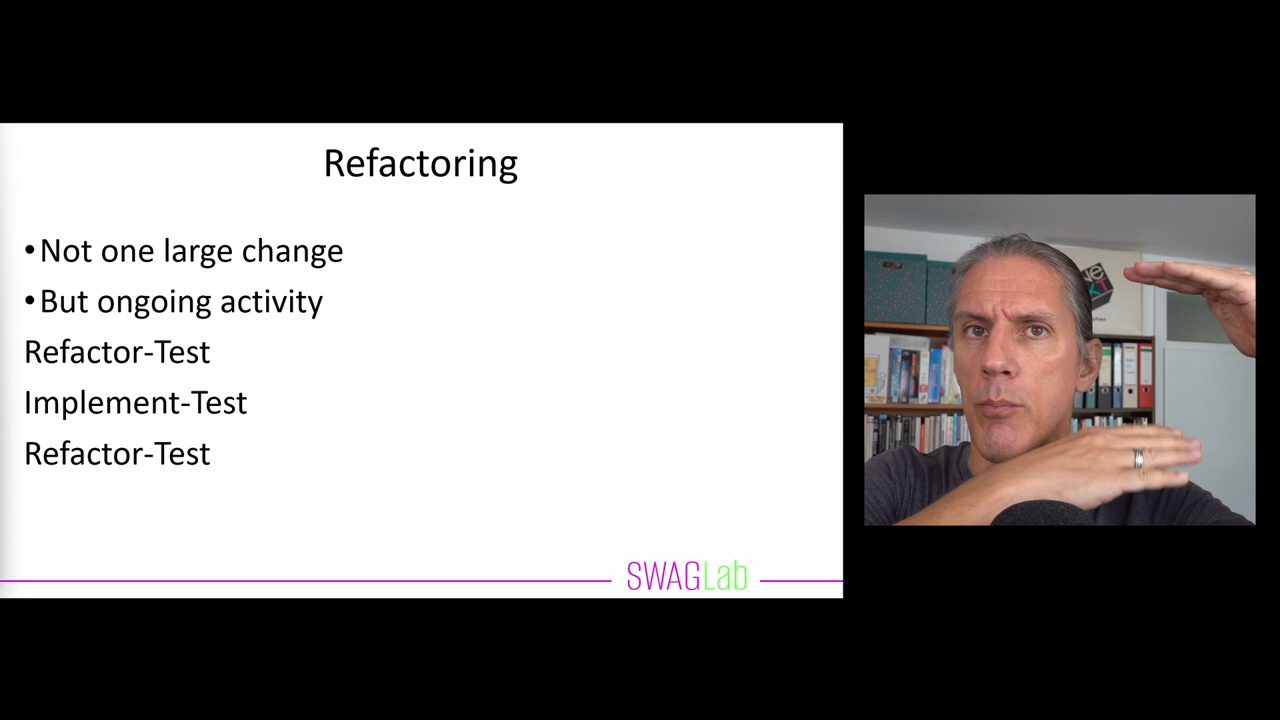 Refactoring
•Not one large change
•But ongoing activity
Refactor-Test
Implement-Test
Refactor-Test
SWAGLab